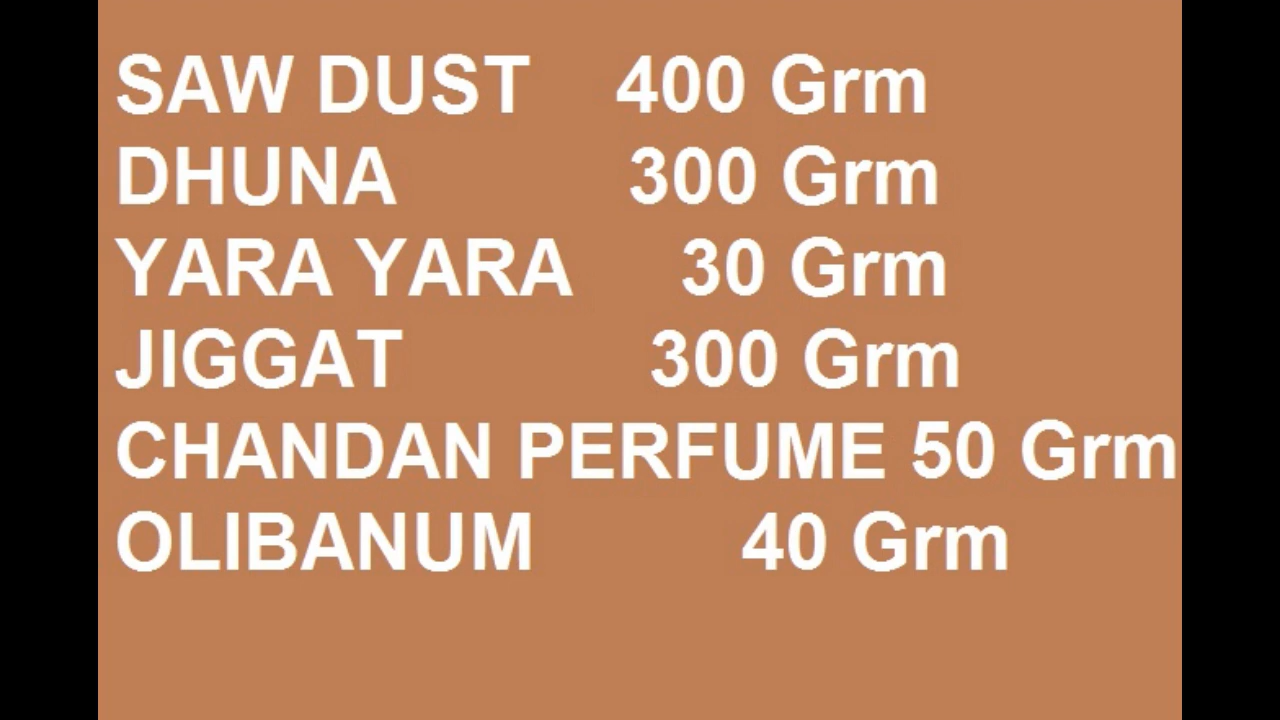 SAW DUST 400 Grm
DHUNA 300 Grm
YARA YARA 30 Grm
JIGGAT 300 Grm
CHANDAN PERFUME 50 Grm
OLIBANUM 40 Grm